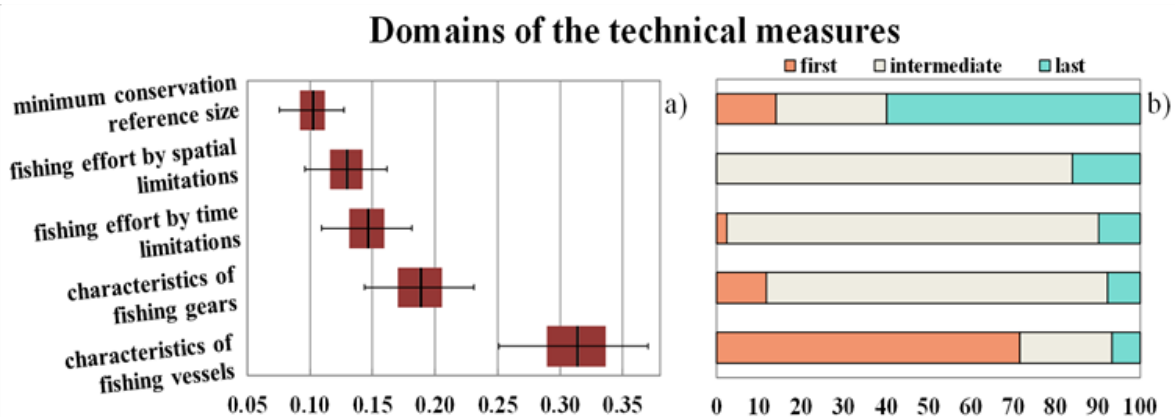 Domains of the technical measures
first intermediate last
minimum conservation
reference size
fishing effort by spatial
limitations
fishing effort by time
limitations
characteristics of
fishing gears
characteristics of
fishing vessels
a)
b)
0.05 0.10 0.15 0.20 0.25 0.30 0.35
0 10 20 30 40 50 60 70 80 90 100